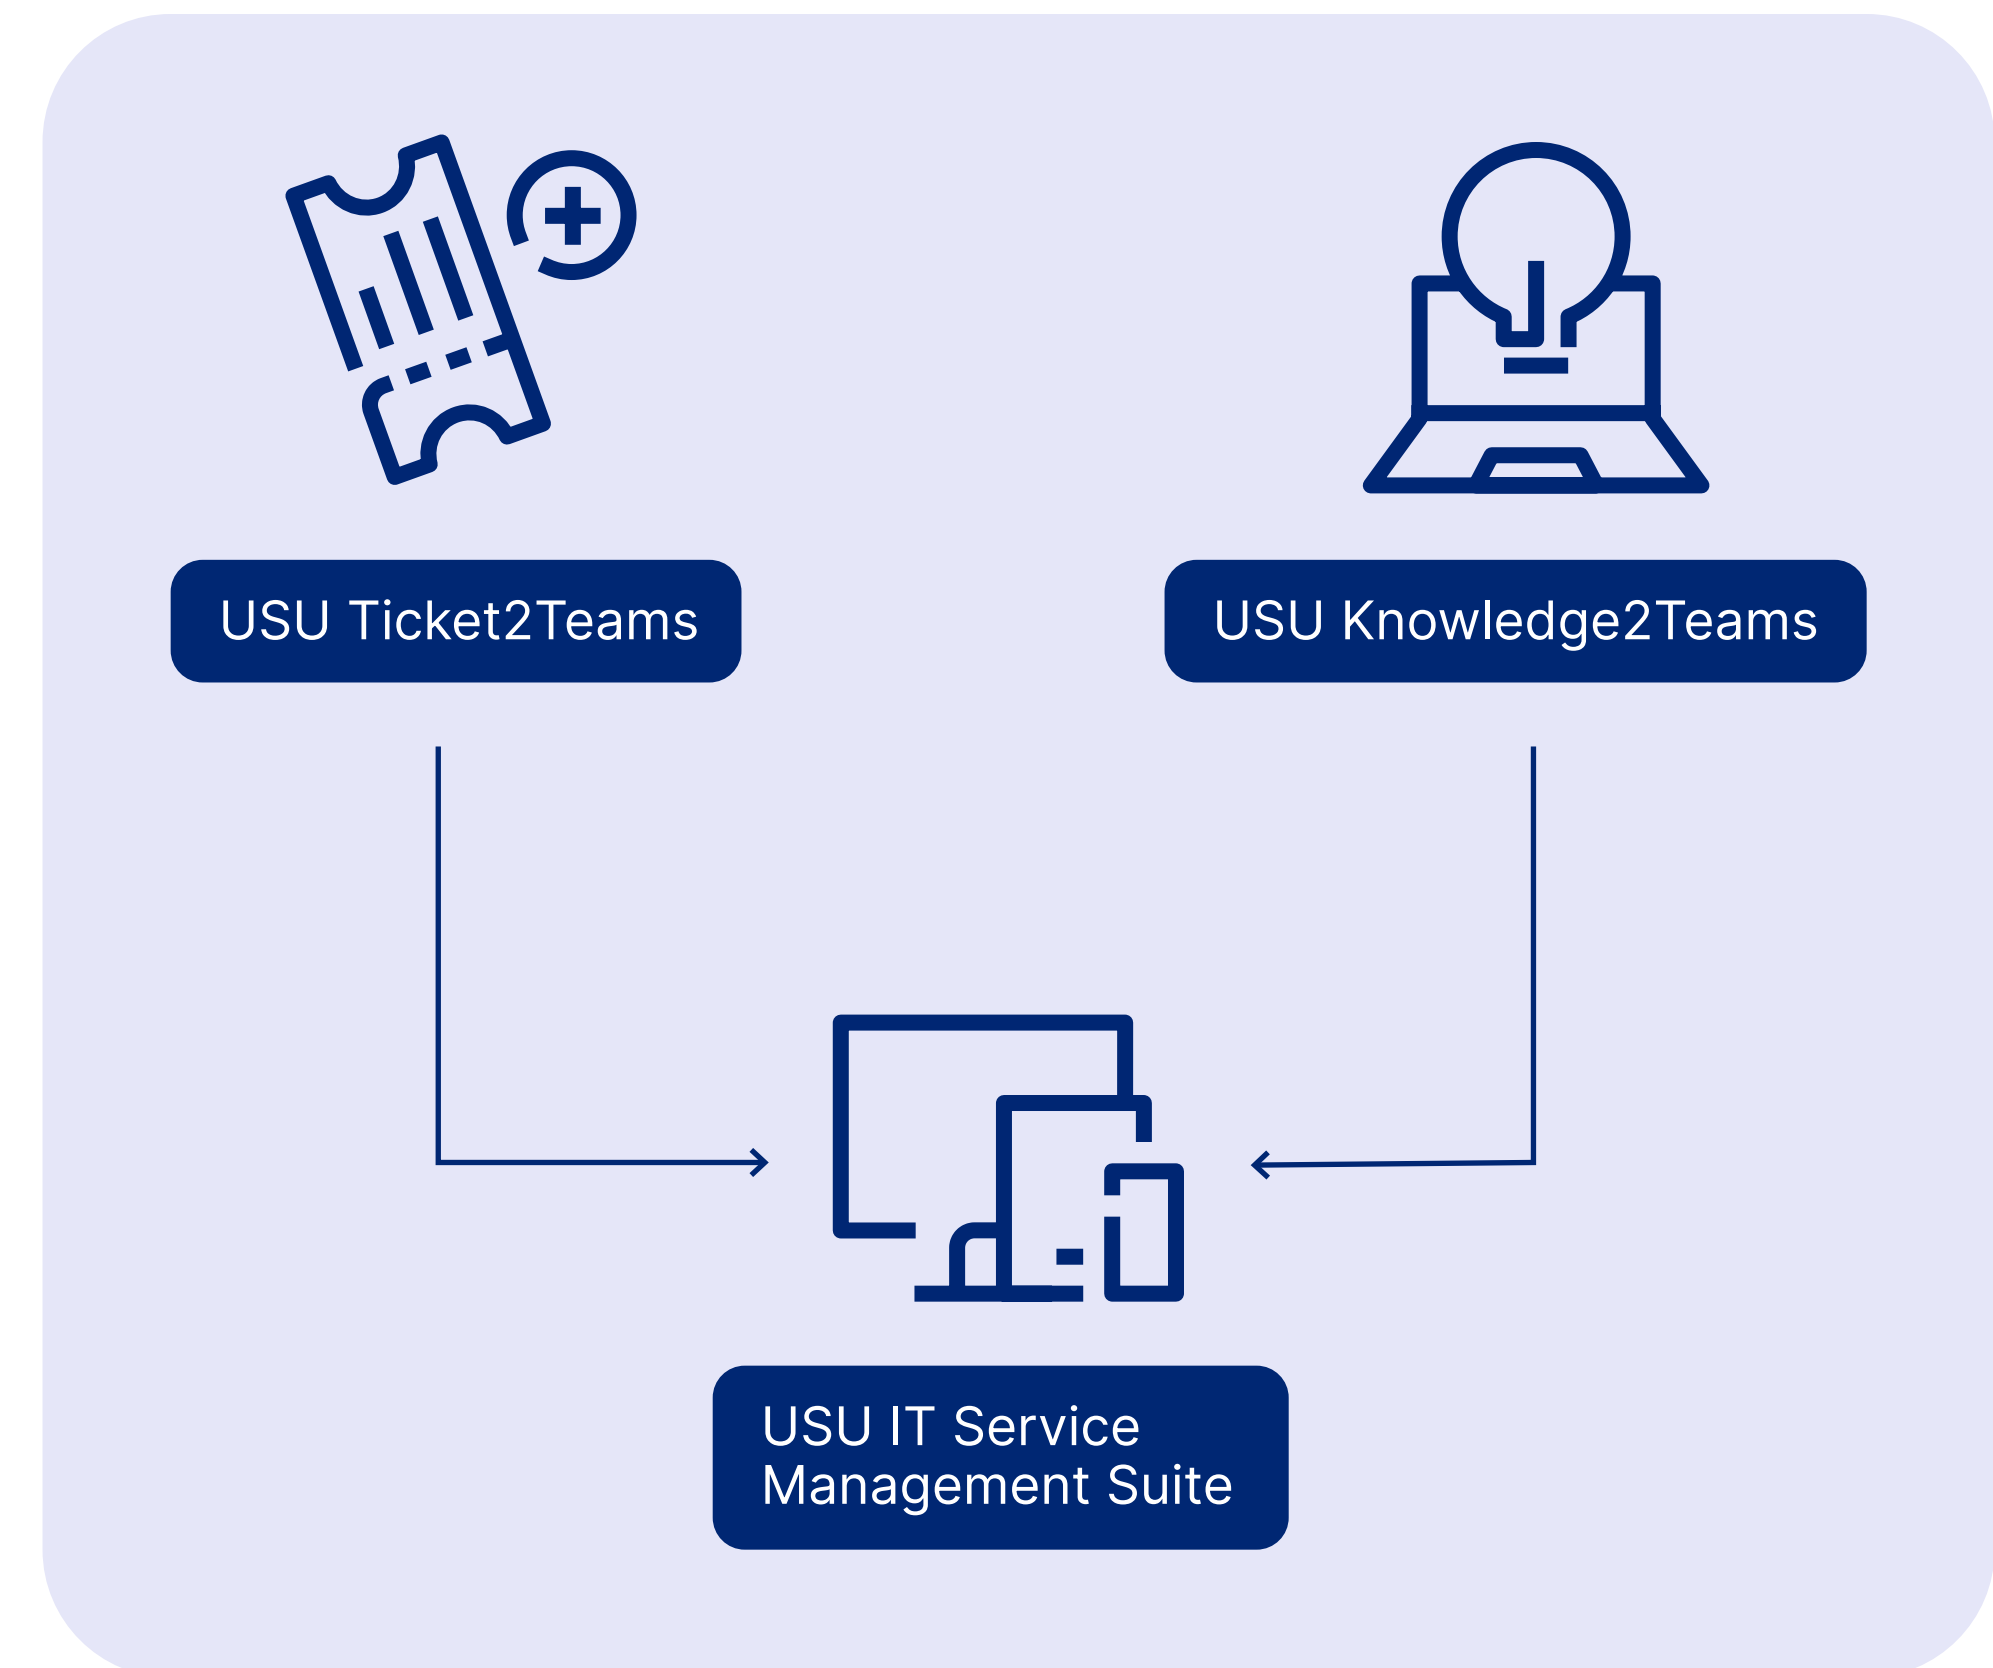 USU Ticket2Teams
USU Knowledge2Teams
USU IT Service
Management Suite